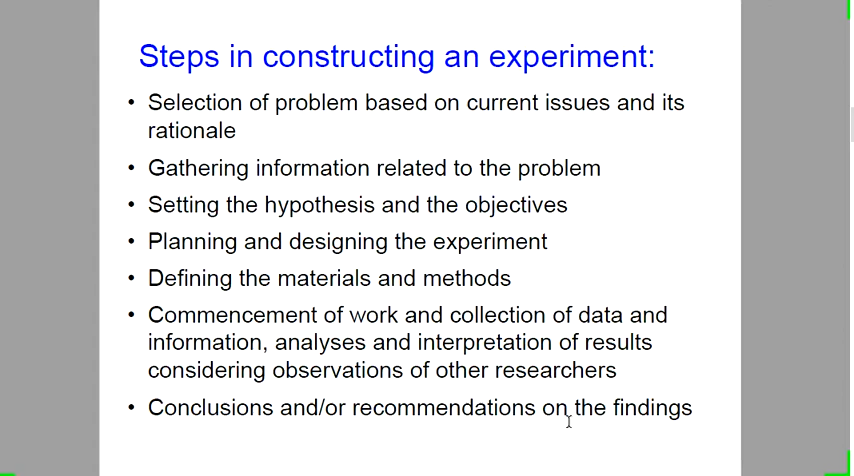 Steps in constructing an experiment:
• Selection of problem based on current issues and its
rationale
• Gathering information related to the problem
• Setting the hypothesis and the objectives
• Planning and designing the experiment
• Defining the materials and methods
• Commencement of work and collection of data and
information, analyses and interpretation of results
considering observations of other researchers
• Conclusions and/or recommendations on the findings